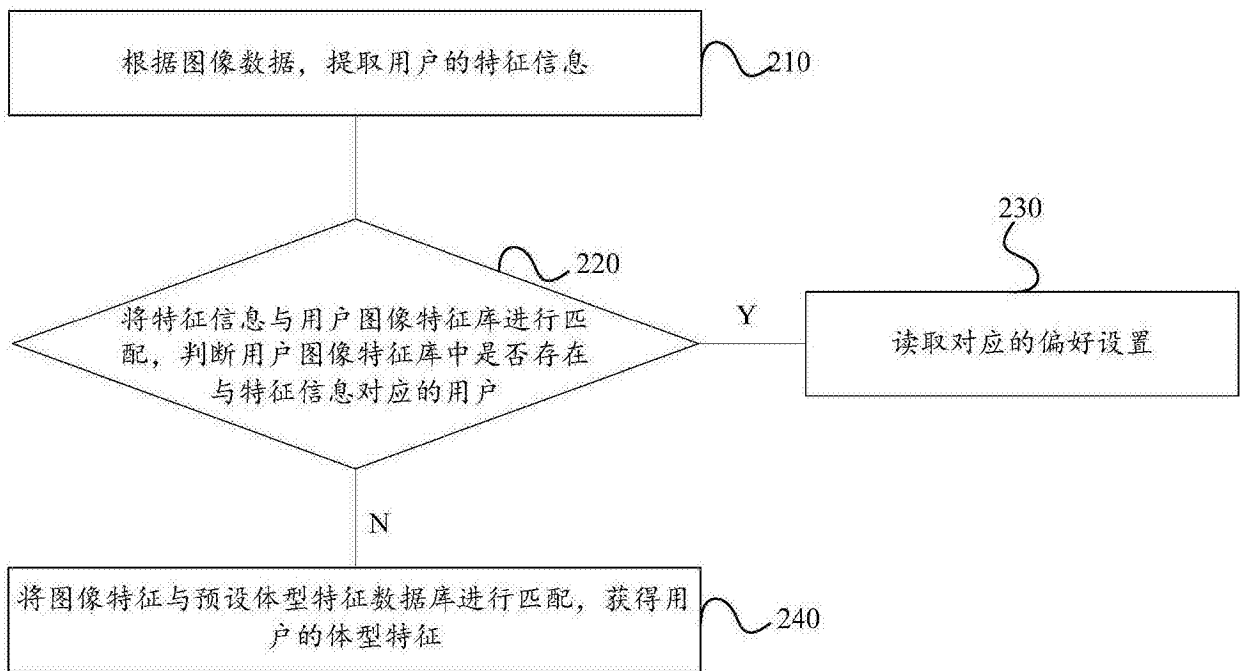 根据图像数据，提取用户的特征信息
210
220
将特征信息与用户图像特征库进行匹
配，判断用户图像特征库中是否存在
与特征信息对应的用户
Y
230
读取对应的偏好设置
N
将图像特征与预设体型特征数据库进行匹配，获得用
户的体型特征
240